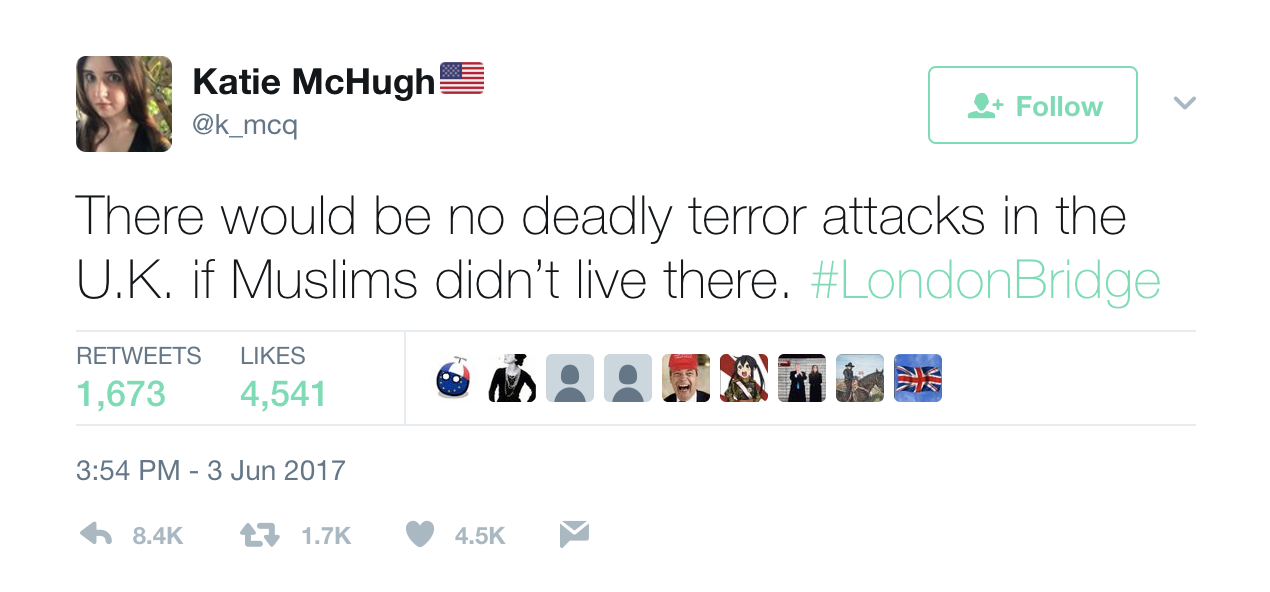 Katie McHugh
@k_mcq
Follow
There would be no deadly terror attacks in the
U.K. if Muslims didn’t live there. #LondonBridge
RETWEETS LIKES
1,673 4,541
3:54 PM - 3 Jun 2017
8.4K 1.7K 4.5K